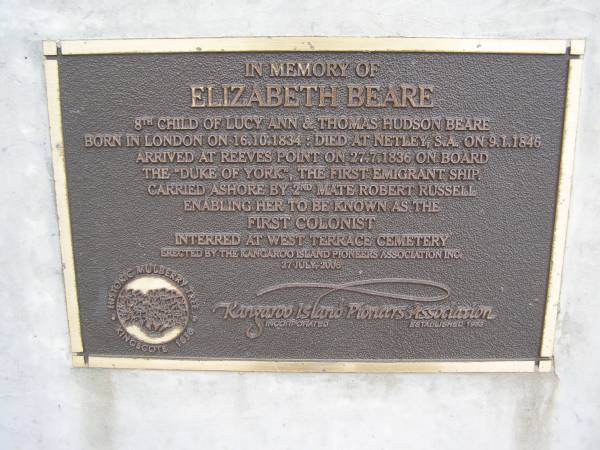 IN MEMORY OF
ELIZABETH BEARE
8TH CHILD OF LUCY ANN & THOMAS HUDSON BEARE
BORN IN LONDON ON 16.10.1834 ; DIED AT NETLEY, S.A. ON 9.1.1846
ARRIVED AT REEVES POINT ON 27.7.1836 ON BOARD
THE "DUKE OF YORK", THE FIRST EMIGRANT SHIP,
CARRIED ASHORE BY 2ND MATE ROBERT RUSSELL
ENABLING HER TO BE KNOWN AS THE
FIRST COLONIST
INTERRED AT WEST TERRACE CEMETERY
ERECTED BY THE KANGAROO ISLAND PIONEERS ASSOCIATION INC.
27 JULY, 2006
HISTORIC MULBERRY TREE
KINGSCOTE 1836
Kangaroo Island Pioneers Association
INCORPORATED ESTABLISHED